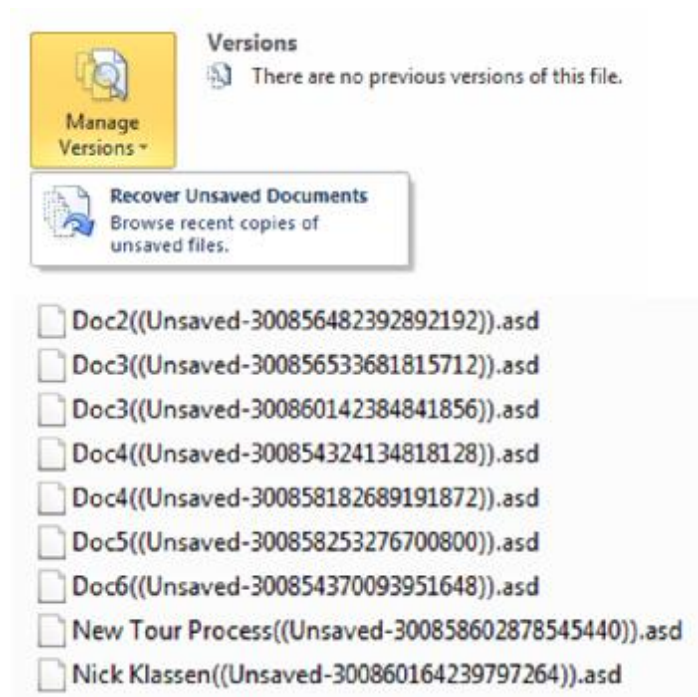 Versions
There are no previous versions of this file.
Manage
Versions
Recover Unsaved Documents
Browse recent copies of
unsaved files.
Doc2((Unsaved-300856482392892192)).asd
Doc3((Unsaved-300856533681815712)).asd
Doc3((Unsaved-300860142384841856)).asd
Doc4((Unsaved-300854324134818128)).asd
Doc4((Unsaved-300858182689191872)).asd
Doc5((Unsaved-300858253276700800)).asd
Doc6((Unsaved-300854370093951648)).asd
New Tour Process((Unsaved-300858602878545440)).asd
Nick Klassen((Unsaved-300860164239797264)).asd